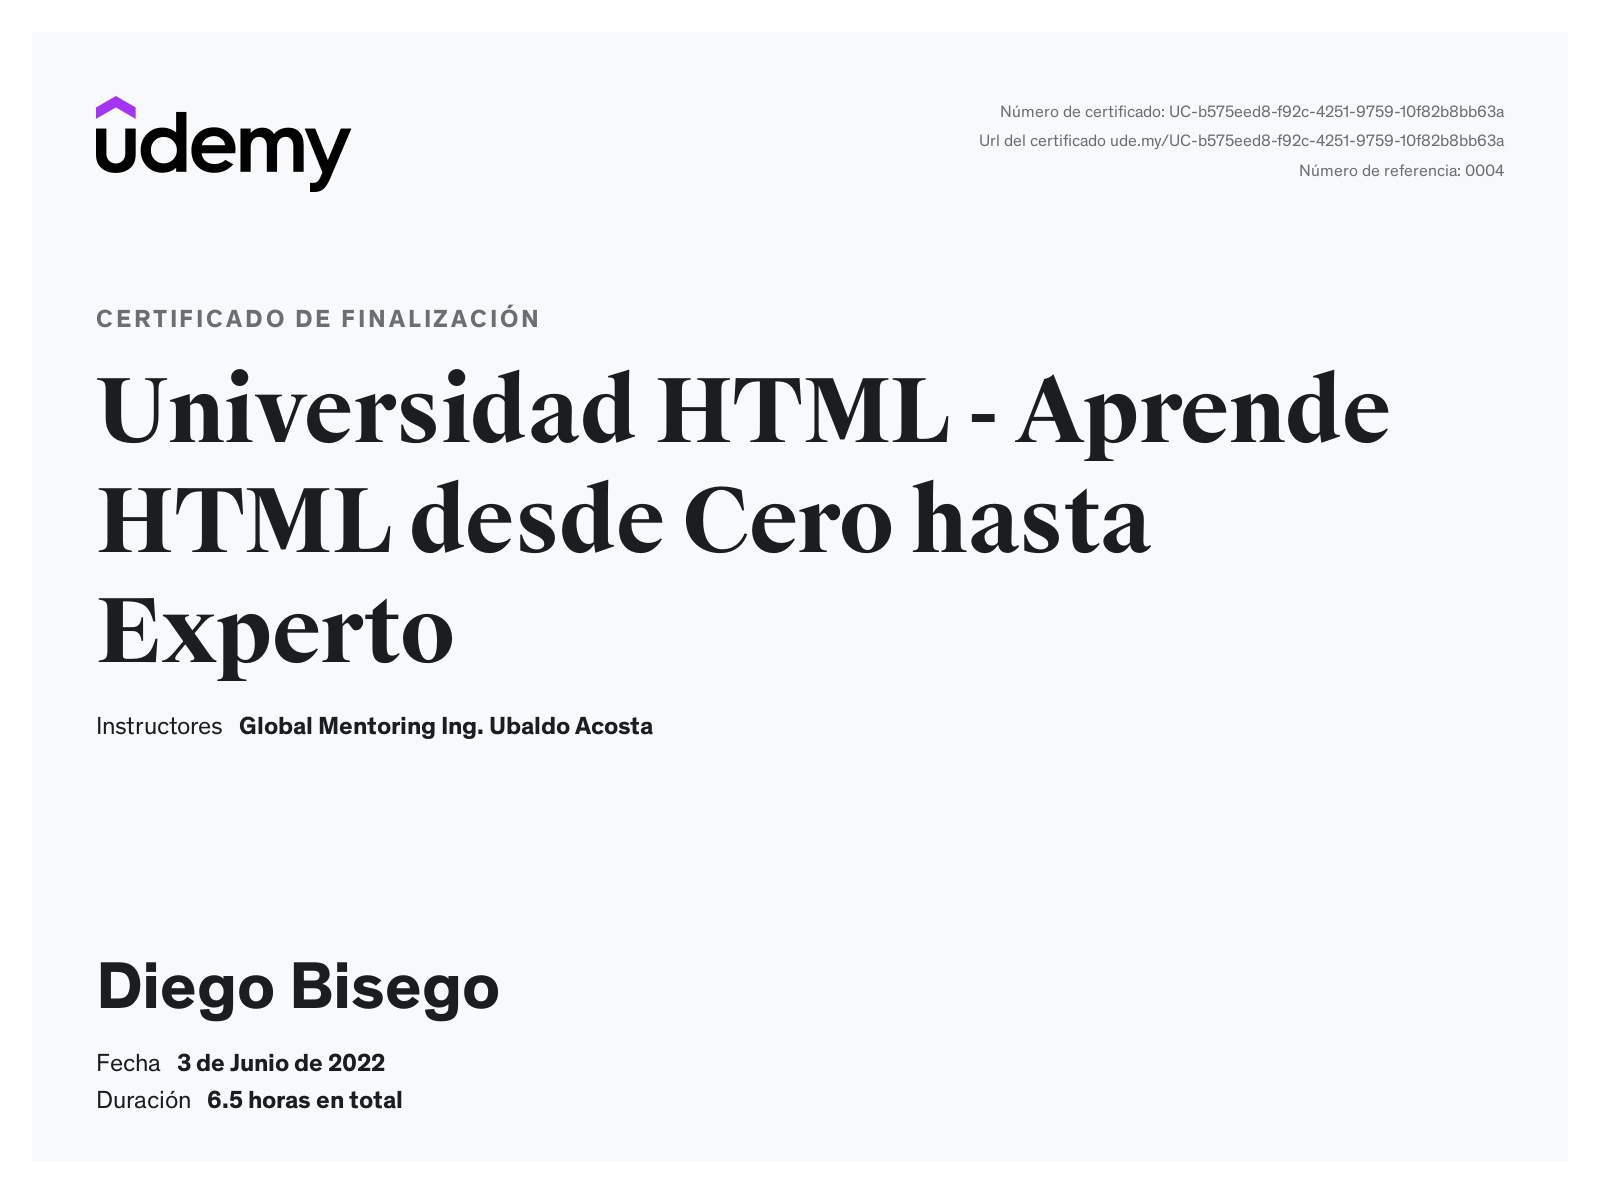 udemy
Número de certificado: UC-b575eed8-f92c-4251-9759-10f82b8bb63a
Url del certificado ude.my/UC-b575eed8-f92c-4251-9759-10f82b8bb63a
Número de referencia: 0004
CERTIFICADO DE FINALIZACIÓN
Universidad HTML - Aprende
HTML desde Cero hasta
Experto
Instructores Global Mentoring Ing. Ubaldo Acosta
Diego Bisego
Fecha 3 de Junio de 2022
Duración 6.5 horas en total